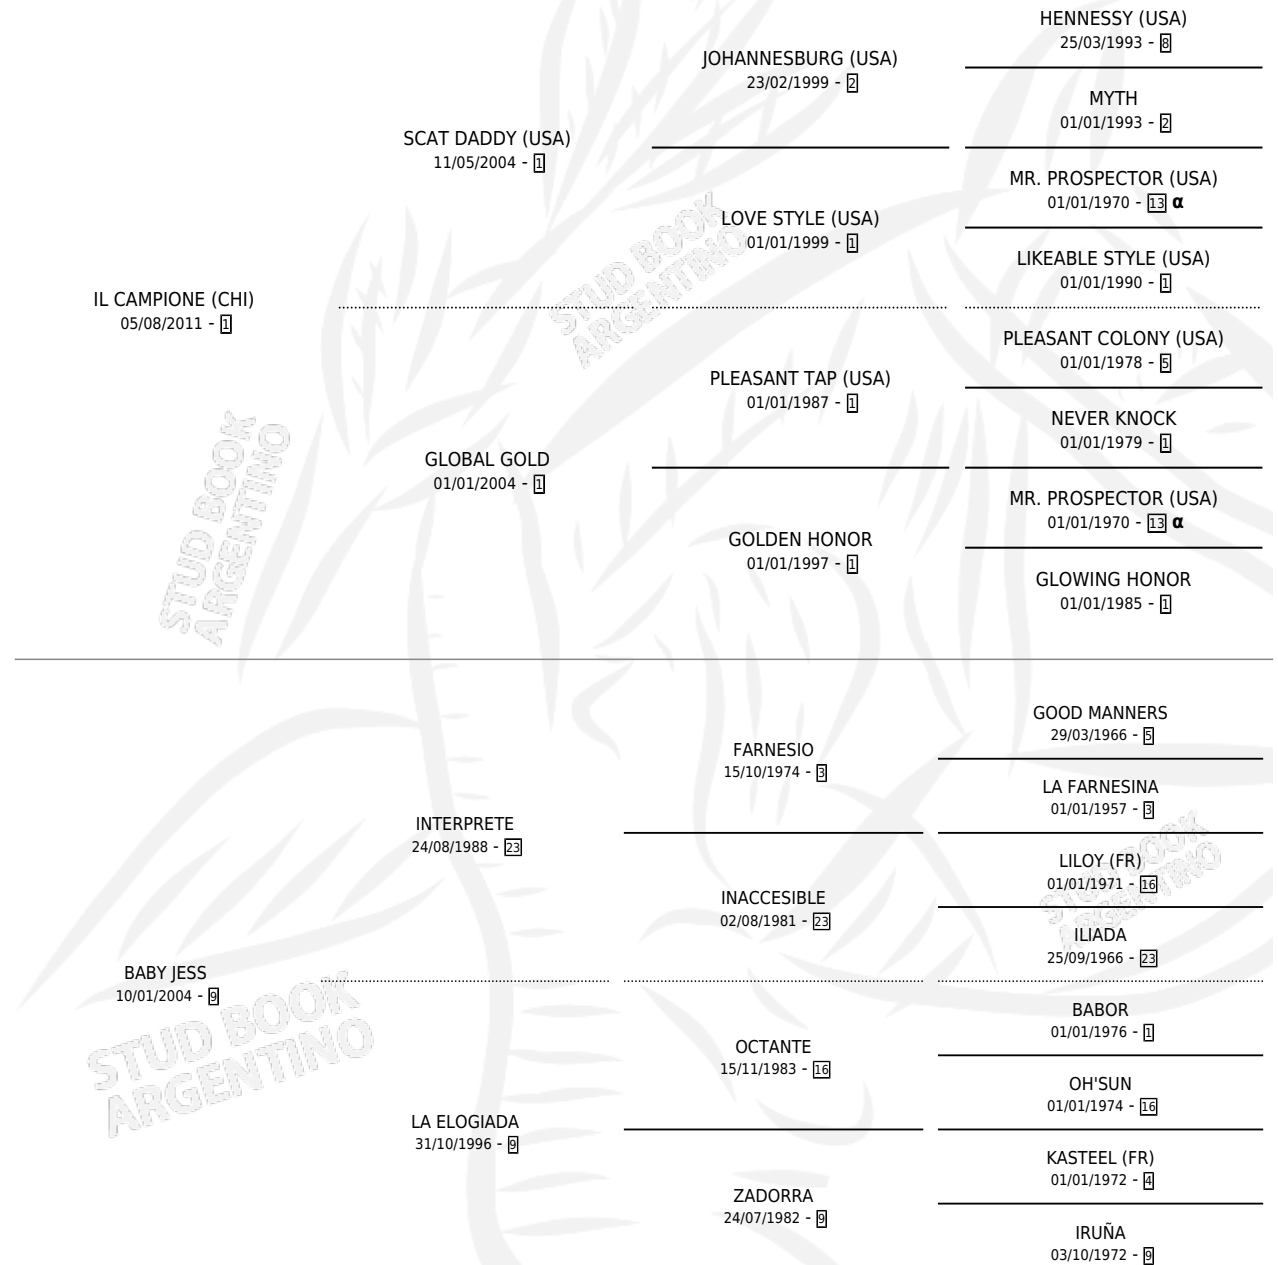 HENNESSY (USA)
25/03/1993 - 8
JOHANNESBURG (USA)
23/02/1999 - 2
MYTH
01/01/1993 - 2
SCAT DADDY (USA)
11/05/2004 - 1
MR. PROSPECTOR (USA)
01/01/1970 - 13 α
LOVE STYLE (USA)
01/01/1999 - 1
LIKEABLE STYLE (USA)
01/01/1990 - 1
IL CAMPIONE (CHI)
05/08/2011 - 1
PLEASANT COLONY (USA)
01/01/1978 - 5
PLEASANT TAP (USA)
01/01/1987 - 1
NEVER KNOCK
01/01/1979 - 1
GLOBAL GOLD
01/01/2004 - 1
MR. PROSPECTOR (USA)
01/01/1970 - 13 α
GOLDEN HONOR
01/01/1997 - 1
GLOWING HONOR
01/01/1985 - 1
GOOD MANNERS
29/03/1966 - 5
FARNESIO
15/10/1974 - 3
LA FARNESINA
01/01/1957 - 3
INTERPRETE
24/08/1988 - 23
LILOY (FR)
01/01/1971 - 16
INACCESIBLE
02/08/1981 - 23
ILIADA
25/09/1966 - 23
BABY JESS
10/01/2004 - 9
BABOR
01/01/1976 - 1
OCTANTE
15/11/1983 - 16
OH'SUN
01/01/1974 - 16
LA ELOGIADA
31/10/1996 - 9
KASTEEL (FR)
01/01/1972 - 4
ZADORRA
24/07/1982 - 9
IRUÑA
03/10/1972 - 9
STUD BOOK
ARGENTINO
STUD BOOK
ARGENTINO
STUD BOOK
ARGENTINO
STUD BOOK
ARGENTINO